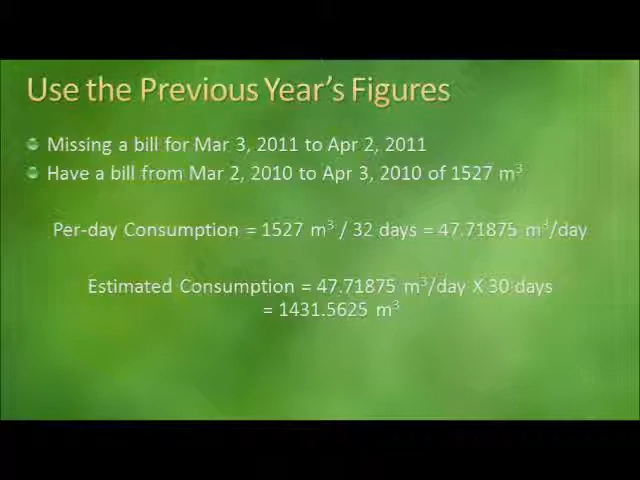 Use the Previous Year's Figures
Missing a bill for Mar 3, 2011 to Apr 2, 2011
Have a bill from Mar 2, 2010 to Apr 3, 2010 of 1527 m³
Per-day Consumption = 1527 m³ / 32 days = 47.71875 m³/day
Estimated Consumption = 47.71875 m³/day X 30 days
= 1431.5625 m³